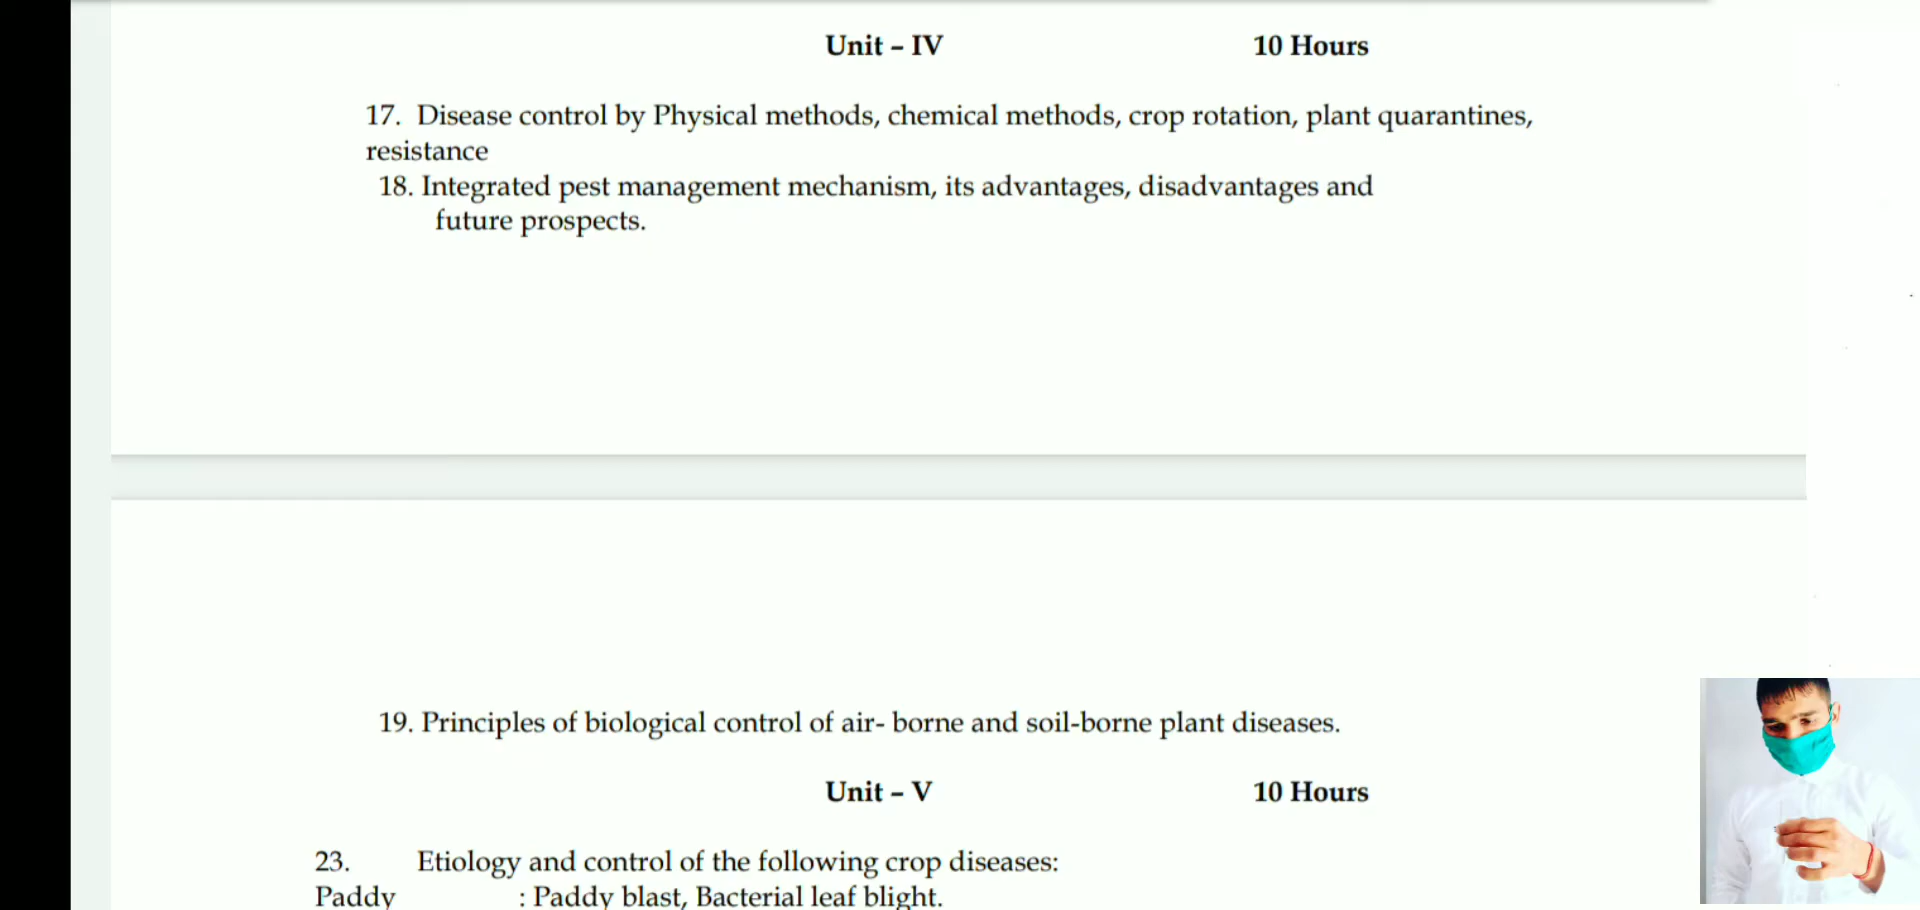 Unit – IV 10 Hours
17. Disease control by Physical methods, chemical methods, crop rotation, plant quarantines,
resistance
18. Integrated pest management mechanism, its advantages, disadvantages and
future prospects.
19. Principles of biological control of air- borne and soil-borne plant diseases.
Unit – V 10 Hours
23. Etiology and control of the following crop diseases:
Paddy : Paddy blast, Bacterial leaf blight.